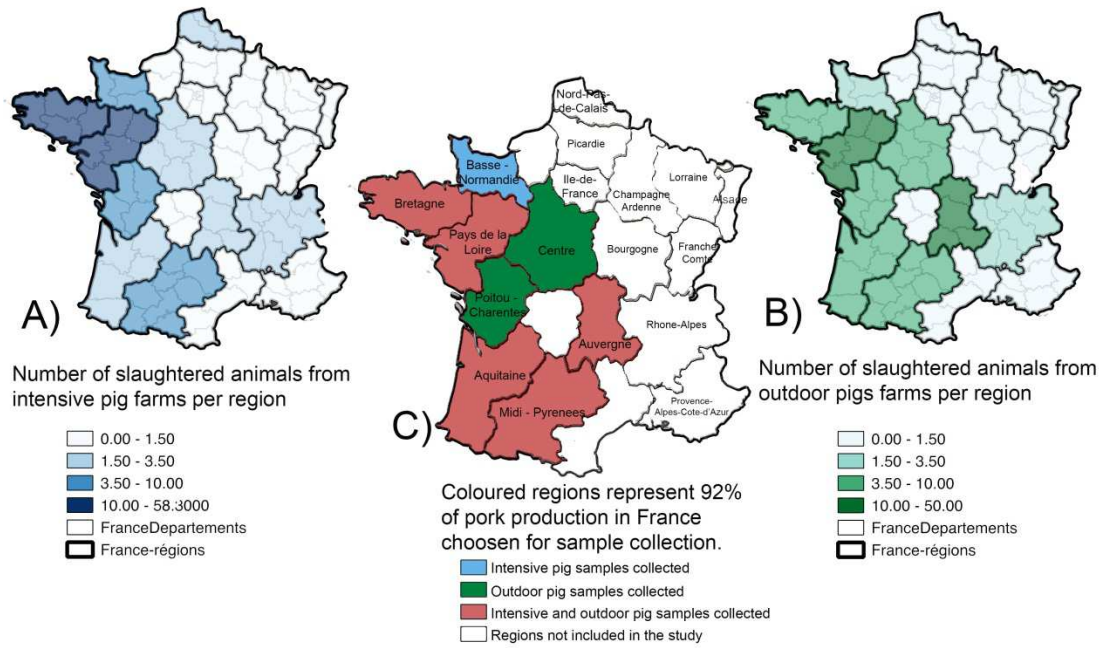 A)
Number of slaughtered animals from
intensive pig farms per region
0.00 - 1.50
1.50 - 3.50
3.50 - 10.00
10.00 - 58.3000
FranceDepartements
France-régions
Nord-Pas-
de-Calais
Picardie
Basse -
Normandie
Ile-de-
France
Champagne
Ardenne
Lorraine
Alsace
Bretagne
Pays de la
Loire
Centre
Bourgogne
Franche
Comte
Poitou -
Charentes
Auvergne
Rhone-Alpes
Aquitaine
Midi - Pyrenees
Provence-
Alpes-Cote-d'Azur
C)
Coloured regions represent 92%
of pork production in France
choosen for sample collection.
Intensive pig samples collected
Outdoor pig samples collected
Intensive and outdoor pig samples collected
Regions not included in the study
B)
Number of slaughtered animals from
outdoor pigs farms per region
0.00 - 1.50
1.50 - 3.50
3.50 - 10.00
10.00 - 50.00
FranceDepartements
France-régions